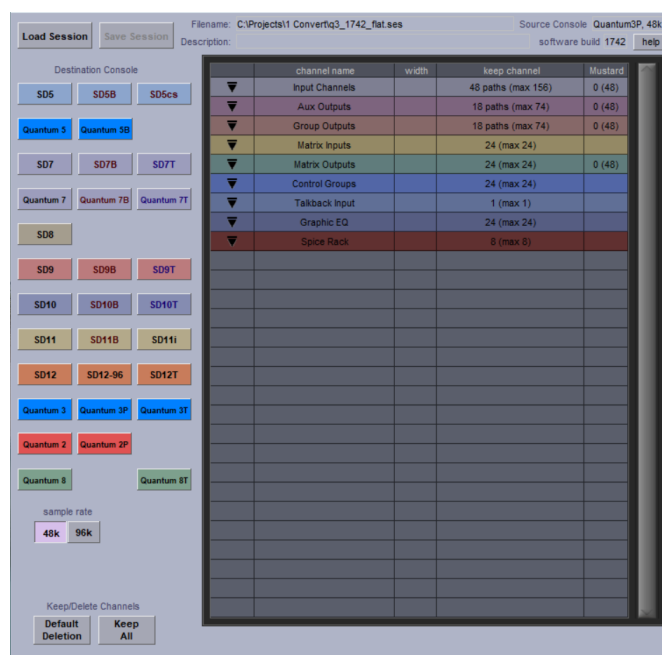 Load Session Save Session Filename: C:\Projects\1 Convert\q3_1742_flat.ses Source Console Quantum3P, 48k
Description: software build 1742 help
Destination Console
SD5 SD5B SD5cs
Quantum 5 Quantum 5B
SD7 SD7B SD7T
Quantum 7 Quantum 7B Quantum 7T
SD8
SD9 SD9B SD9T
SD10 SD10B SD10T
SD11 SD11B SD11i
SD12 SD12-96 SD12T
Quantum 3 Quantum 3P Quantum 3T
Quantum 2 Quantum 2P
Quantum 8 Quantum 8T
sample rate
48k 96k
Keep/Delete Channels
Default Deletion Keep All
channel name width keep channel Mustard
Input Channels 48 paths (max 156) 0 (48)
Aux Outputs 18 paths (max 74) 0 (48)
Group Outputs 18 paths (max 74) 0 (48)
Matrix Inputs 24 (max 24)
Matrix Outputs 24 (max 24) 0 (48)
Control Groups 24 (max 24)
Talkback Input 1 (max 1)
Graphic EQ 24 (max 24)
Spice Rack 8 (max 8)